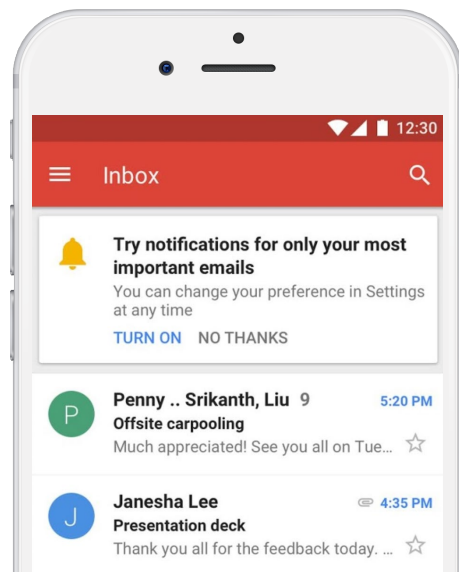 12:30
Inbox
Try notifications for only your most
important emails
You can change your preference in Settings
at any time
TURN ON NO THANKS
P
Penny .. Srikanth, Liu 9 5:20 PM
Offsite carpooling
Much appreciated! See you all on Tue...
J
Janesha Lee 4:35 PM
Presentation deck
Thank you all for the feedback today. ...